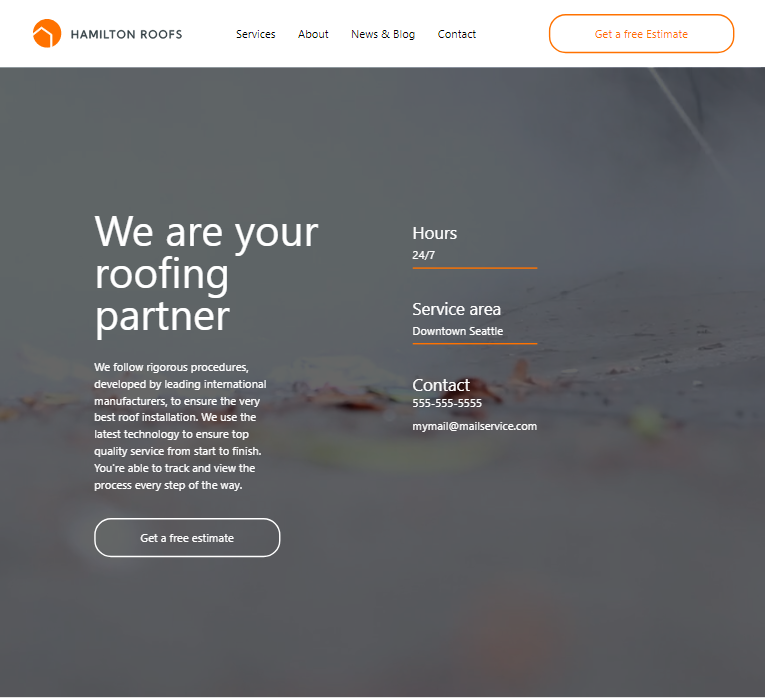 HAMILTON ROOFS
Services
About
News & Blog
Contact
Get a free Estimate
We are your
roofing
partner
We follow rigorous procedures,
developed by leading international
manufacturers, to ensure the very
best roof installation. We use the
latest technology to ensure top
quality service from start to finish.
You're able to track and view the
process every step of the way.
Get a free estimate
Hours
24/7
Service area
Downtown Seattle
Contact
555-555-5555
mymail@mailservice.com